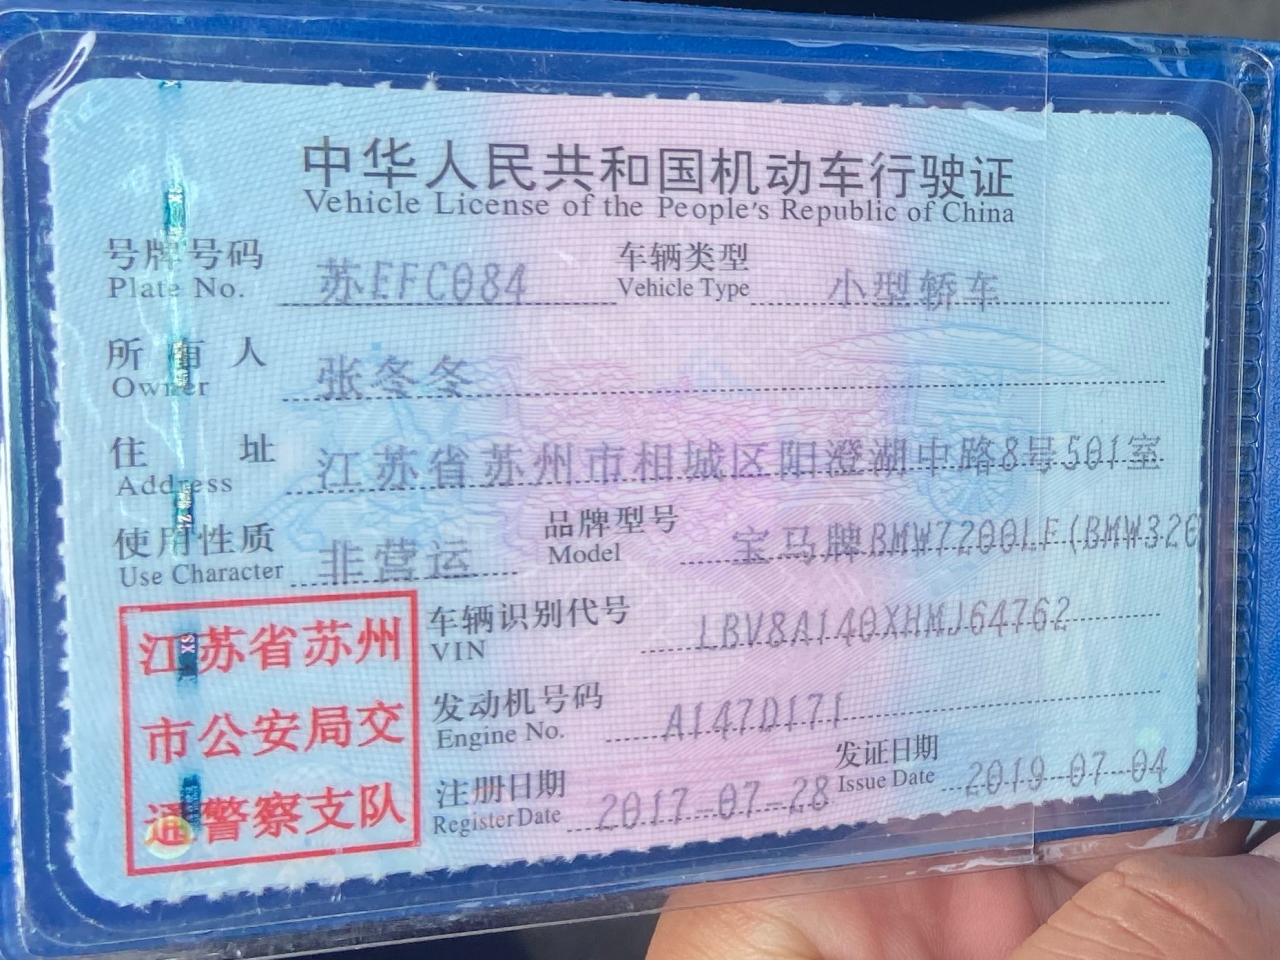 中华人民共和国机动车行驶证
Vehicle License of the People's Republic of China
号牌号码 苏EFC084 车辆类型 小型轿车
Plate No. Vehicle Type
所有人 张冬冬
Owner
住址 江苏省苏州市相城区阳澄湖中路8号501室
Address
使用性质 非营运 品牌型号 宝马牌BMW7200LE(BMW320
Use Character Model
江苏省苏州
市公安局交
通警察支队
车辆识别代号 LBV8A140XHMJ64762
VIN
发动机号码 A147D171
Engine No.
注册日期 2017-07-28 发证日期 2019-07-04
Register Date Issue Date